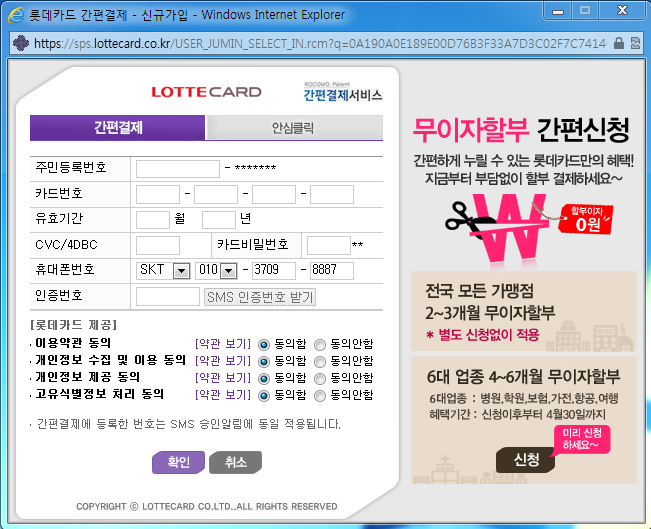 롯데카드 간편결제 - 신규가입 - Windows Internet Explorer
https://sps.lottecard.co.kr/USER_JUMIN_SELECT_IN.rcm?q=0A190A0E189E00D76B3F33A7D3C02F7C7414
LOTTE CARD
ROCOMO Patent
간편결제서비스
간편결제 안심클릭
주민등록번호 - *******
카드번호 - - -
유효기간 월 년
CVC/4DBC 카드비밀번호 **
휴대폰번호 SKT 010 - 3709 - 8887
인증번호 SMS 인증번호 받기
[롯데카드 제공]
· 이용약관 동의 [약관 보기] 동의함 동의안함
· 개인정보 수집 및 이용 동의 [약관 보기] 동의함 동의안함
· 개인정보 제공 동의 [약관 보기] 동의함 동의안함
· 고유식별정보 처리 동의 [약관 보기] 동의함 동의안함
· 간편결제에 등록한 번호는 SMS 승인알림에 동일 적용됩니다.
확인 취소
COPYRIGHT ⓒ LOTTECARD CO.LTD,.ALL RIGHTS RESERVED
무이자할부 간편신청
간편하게 누릴 수 있는 롯데카드만의 혜택!
지금부터 부담없이 할부 결제하세요~
W
할부이자
0원
전국 모든 가맹점
2~3개월 무이자할부
* 별도 신청없이 적용
6대 업종 4~6개월 무이자할부
6대업종 : 병원,학원,보험,가전,항공,여행
혜택기간 : 신청이후부터 4월30일까지
미리 신청
하세요~
신청